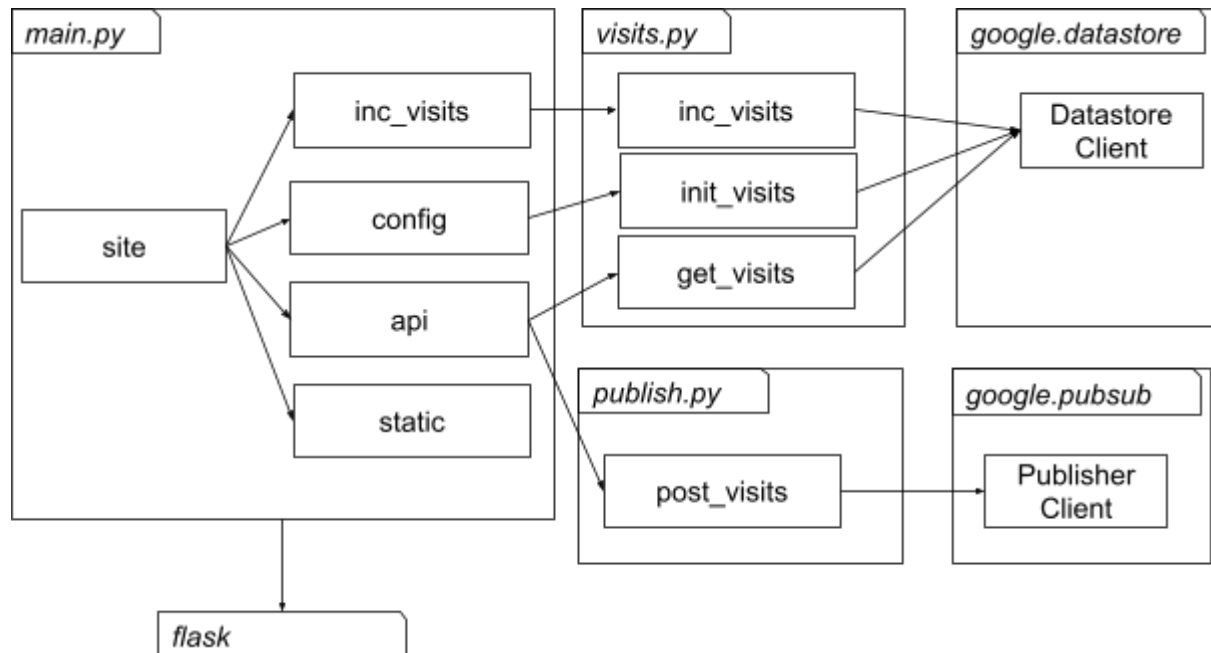 main.py
visits.py
google.datastore
inc_visits
inc_visits
Datastore
Client
config
init_visits
site
get_visits
api
static
publish.py
google.pubsub
post_visits
Publisher
Client
flask